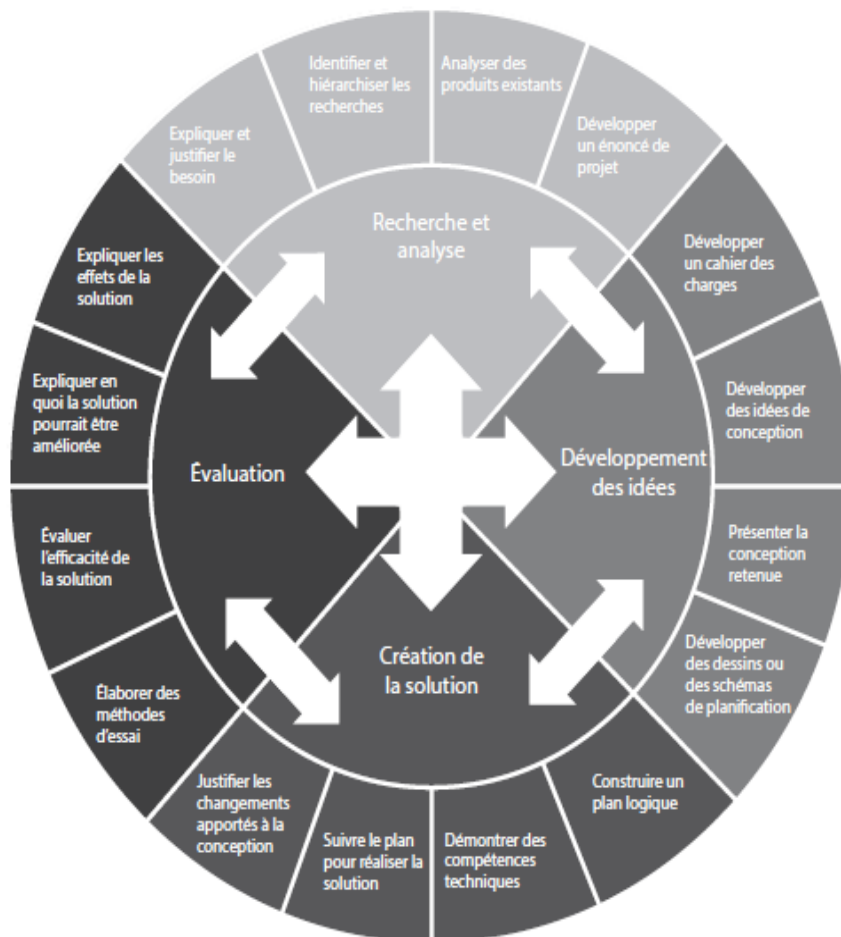 Identifier et
hiérarchiser les
recherches
Analyser des
produits existants
Expliquer et
justifier le
besoin
Développer
un énoncé de
projet
Recherche et
analyse
Expliquer les
effets de la
solution
Développer
un cahier des
charges
Expliquer en
quoi la solution
pourrait être
améliorée
Développer
des idées de
conception
Évaluation
Développement
des idées
Évaluer
l'efficacité de
la solution
Présenter la
conception
retenue
Création de
la solution
Développer
des dessins ou
des schémas
de planification
Élaborer des
méthodes
d'essai
Justifier les
changements
apportés à la
conception
Suivre le plan
pour réaliser la
solution
Démontrer des
compétences
techniques
Construire un
plan logique